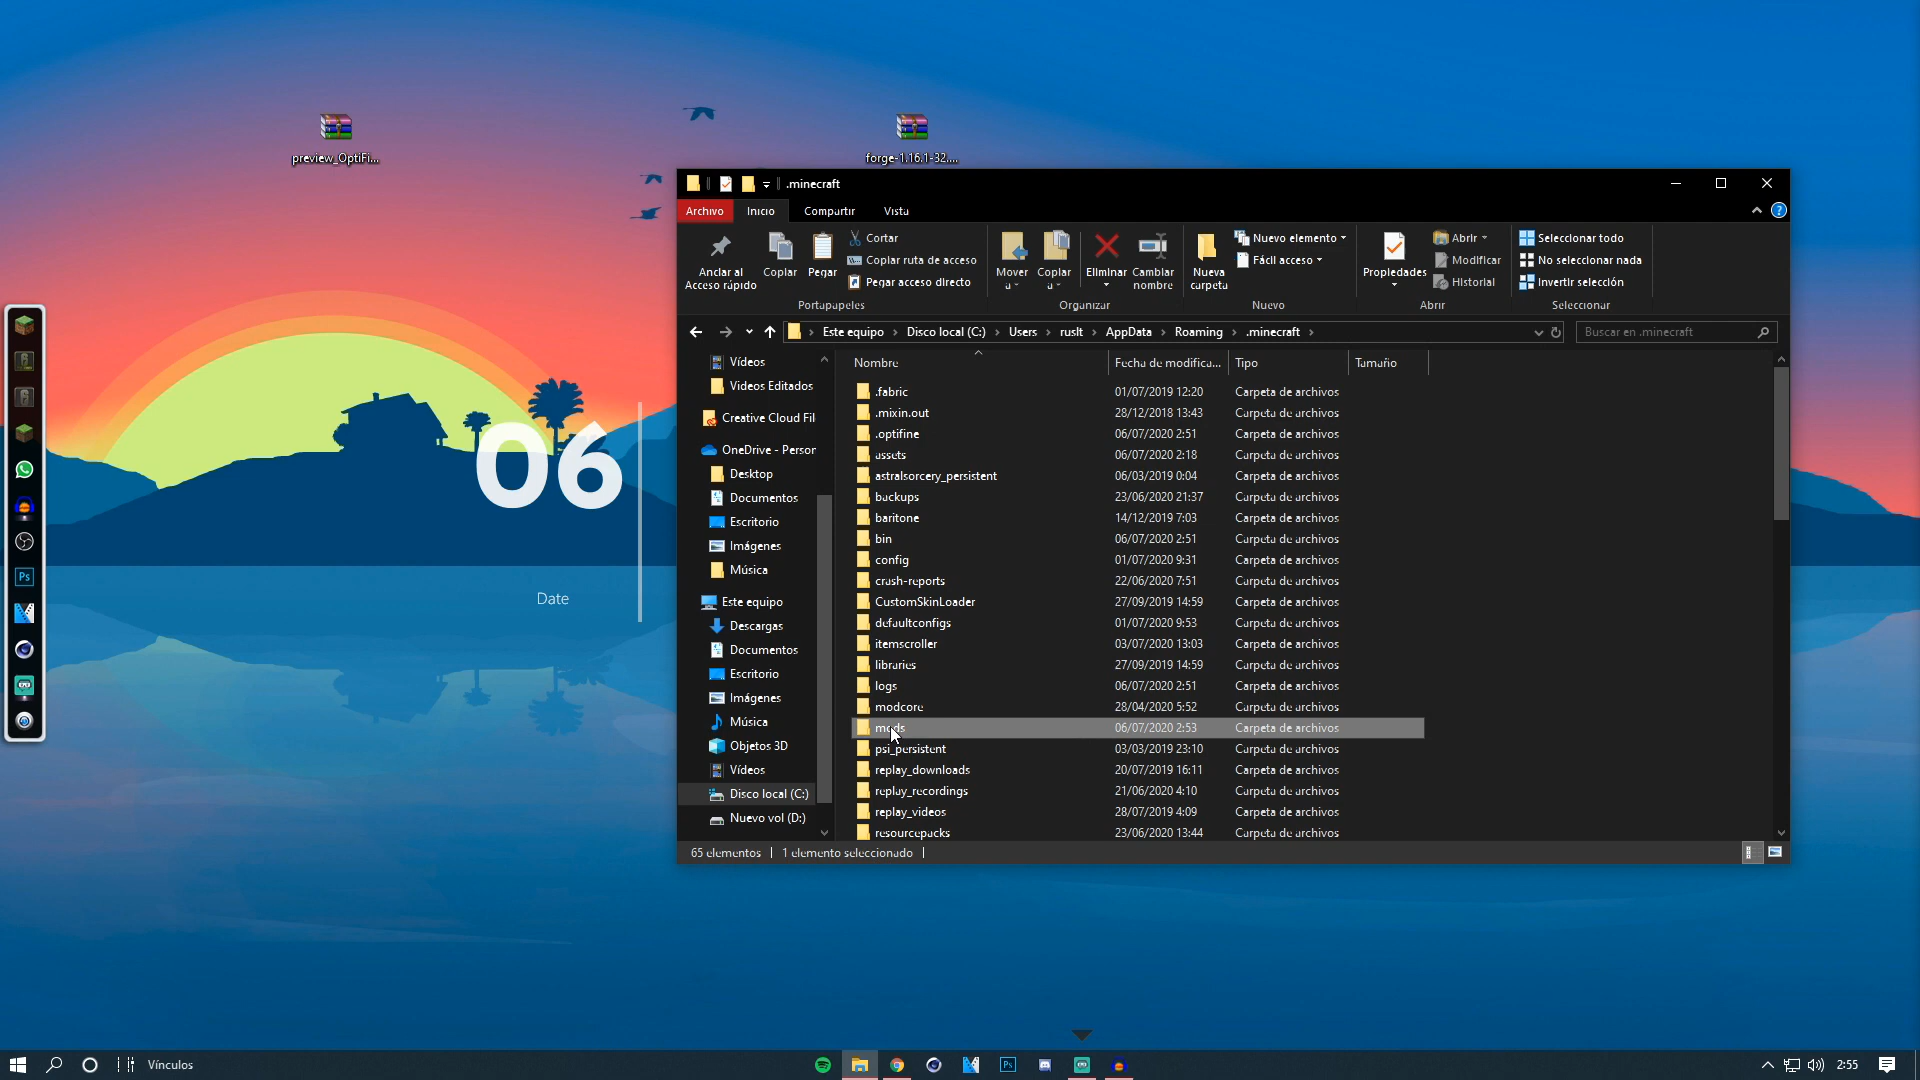 preview_OptiFi...
forge-1.16.1-32....
06
Date
.minecraft
Archivo
Inicio
Compartir
Vista
Anclar al
Acceso rápido
Copiar
Pegar
Cortar
Copiar ruta de acceso
Pegar acceso directo
Portapapeles
Mover
a
Copiar
a
Eliminar
Cambiar
nombre
Organizar
Nueva
carpeta
Nuevo elemento
Fácil acceso
Nuevo
Propiedades
Abrir
Modificar
Historial
Abrir
Seleccionar todo
No seleccionar nada
Invertir selección
Seleccionar
Este equipo
Disco local (C:)
Users
ruslt
AppData
Roaming
.minecraft
Buscar en .minecraft
Vídeos
Videos Editados
Creative Cloud Fil
OneDrive - Person
Desktop
Documentos
Escritorio
Imágenes
Música
Este equipo
Descargas
Documentos
Escritorio
Imágenes
Música
Objetos 3D
Vídeos
Disco local (C:)
Nuevo vol (D:)
Nombre Fecha de modifica... Tipo Tamaño
.fabric 01/07/2019 12:20 Carpeta de archivos
.mixin.out 28/12/2018 13:43 Carpeta de archivos
.optifine 06/07/2020 2:51 Carpeta de archivos
assets 06/07/2020 2:18 Carpeta de archivos
astralsorcery_persistent 06/03/2019 0:04 Carpeta de archivos
backups 23/06/2020 21:37 Carpeta de archivos
baritone 14/12/2019 7:03 Carpeta de archivos
bin 06/07/2020 2:51 Carpeta de archivos
config 01/07/2020 9:31 Carpeta de archivos
crash-reports 22/06/2020 7:51 Carpeta de archivos
CustomSkinLoader 27/09/2019 14:59 Carpeta de archivos
defaultconfigs 01/07/2020 9:53 Carpeta de archivos
itemscroller 03/07/2020 13:03 Carpeta de archivos
libraries 27/09/2019 14:59 Carpeta de archivos
logs 06/07/2020 2:51 Carpeta de archivos
modcore 28/04/2020 5:52 Carpeta de archivos
mods 06/07/2020 2:53 Carpeta de archivos
psi_persistent 03/03/2019 23:10 Carpeta de archivos
replay_downloads 20/07/2019 16:11 Carpeta de archivos
replay_recordings 21/06/2020 4:10 Carpeta de archivos
replay_videos 28/07/2019 4:09 Carpeta de archivos
resourcepacks 23/06/2020 13:44 Carpeta de archivos
65 elementos
1 elemento seleccionado
Ps
Vínculos
Ps
2:55